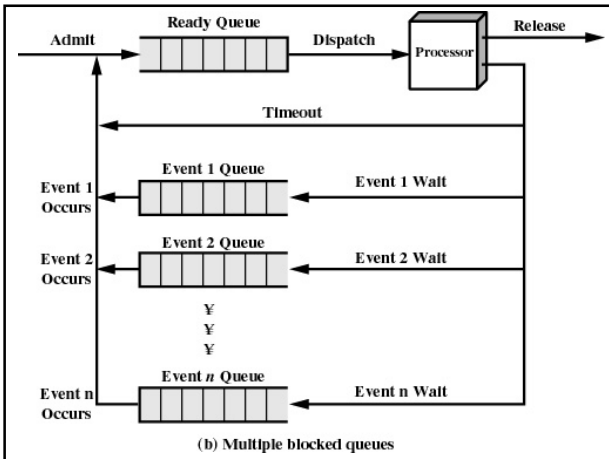 Ready Queue
Release
Admit
Dispatch
Processor
Timeout
Event 1 Queue
Event 1
Occurs
Event 1 Wait
Event 2 Queue
Event 2
Occurs
Event 2 Wait
¥
¥
¥
Event n Queue
Event n
Occurs
Event n Wait
(b) Multiple blocked queues